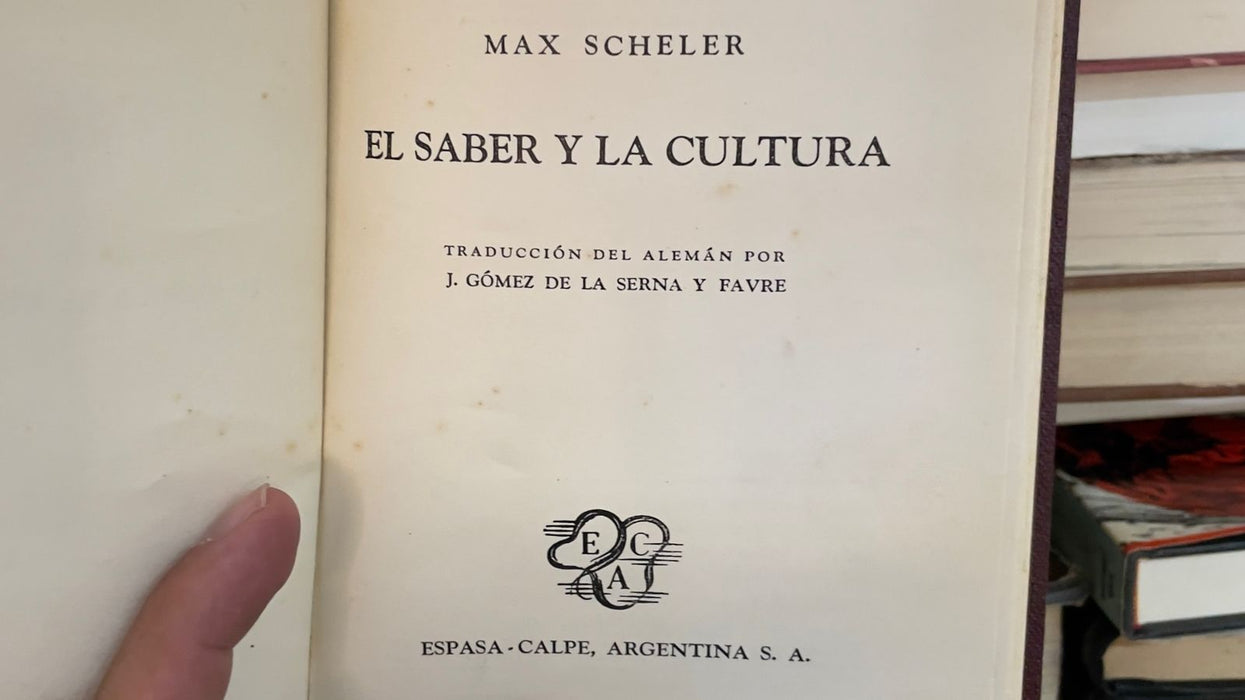 MAX SCHELER
EL SABER Y LA CULTURA
TRADUCCIÓN DEL ALEMÁN POR
J. GÓMEZ DE LA SERNA Y FAVRE
E C
A
ESPASA-CALPE, ARGENTINA S. A.